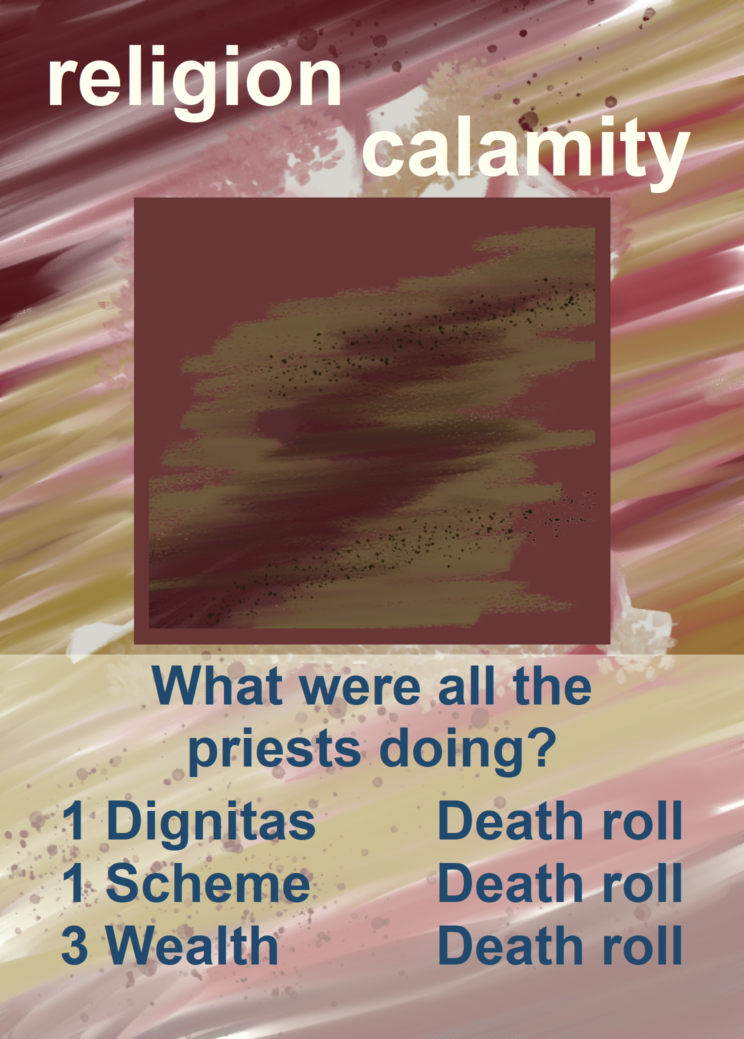 religion
calamity
What were all the
priests doing?
1 Dignitas Death roll
1 Scheme Death roll
3 Wealth Death roll